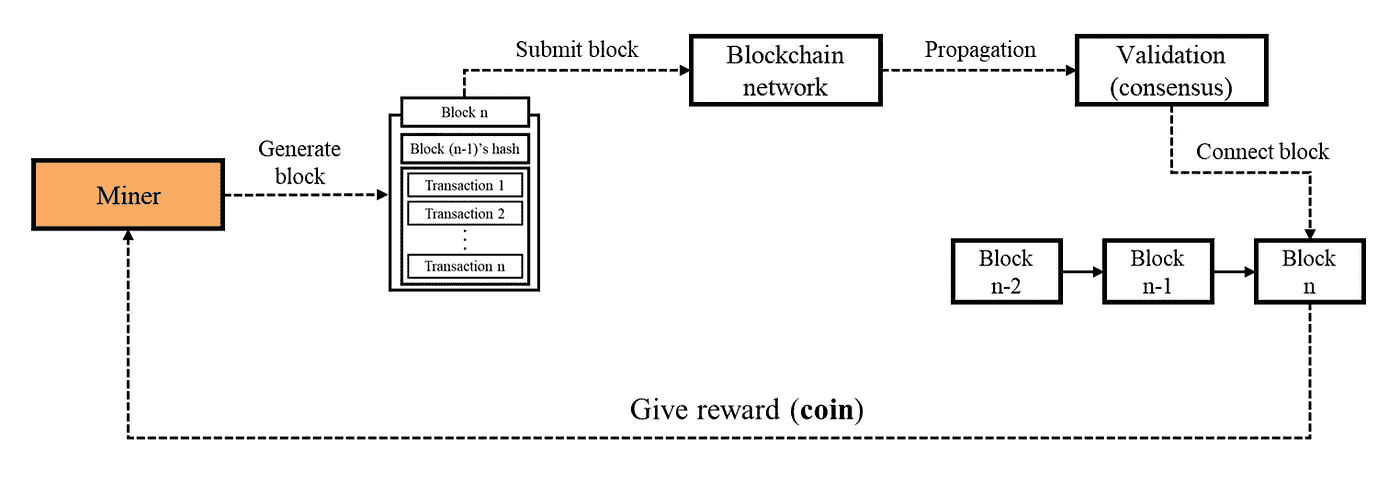 Miner
Generate
block
Block n
Block (n-1)’s hash
Transaction 1
Transaction 2
⋮
Transaction n
Submit block
Blockchain
network
Propagation
Validation
(consensus)
Connect block
Block
n-2
Block
n-1
Block
n
Give reward (coin)